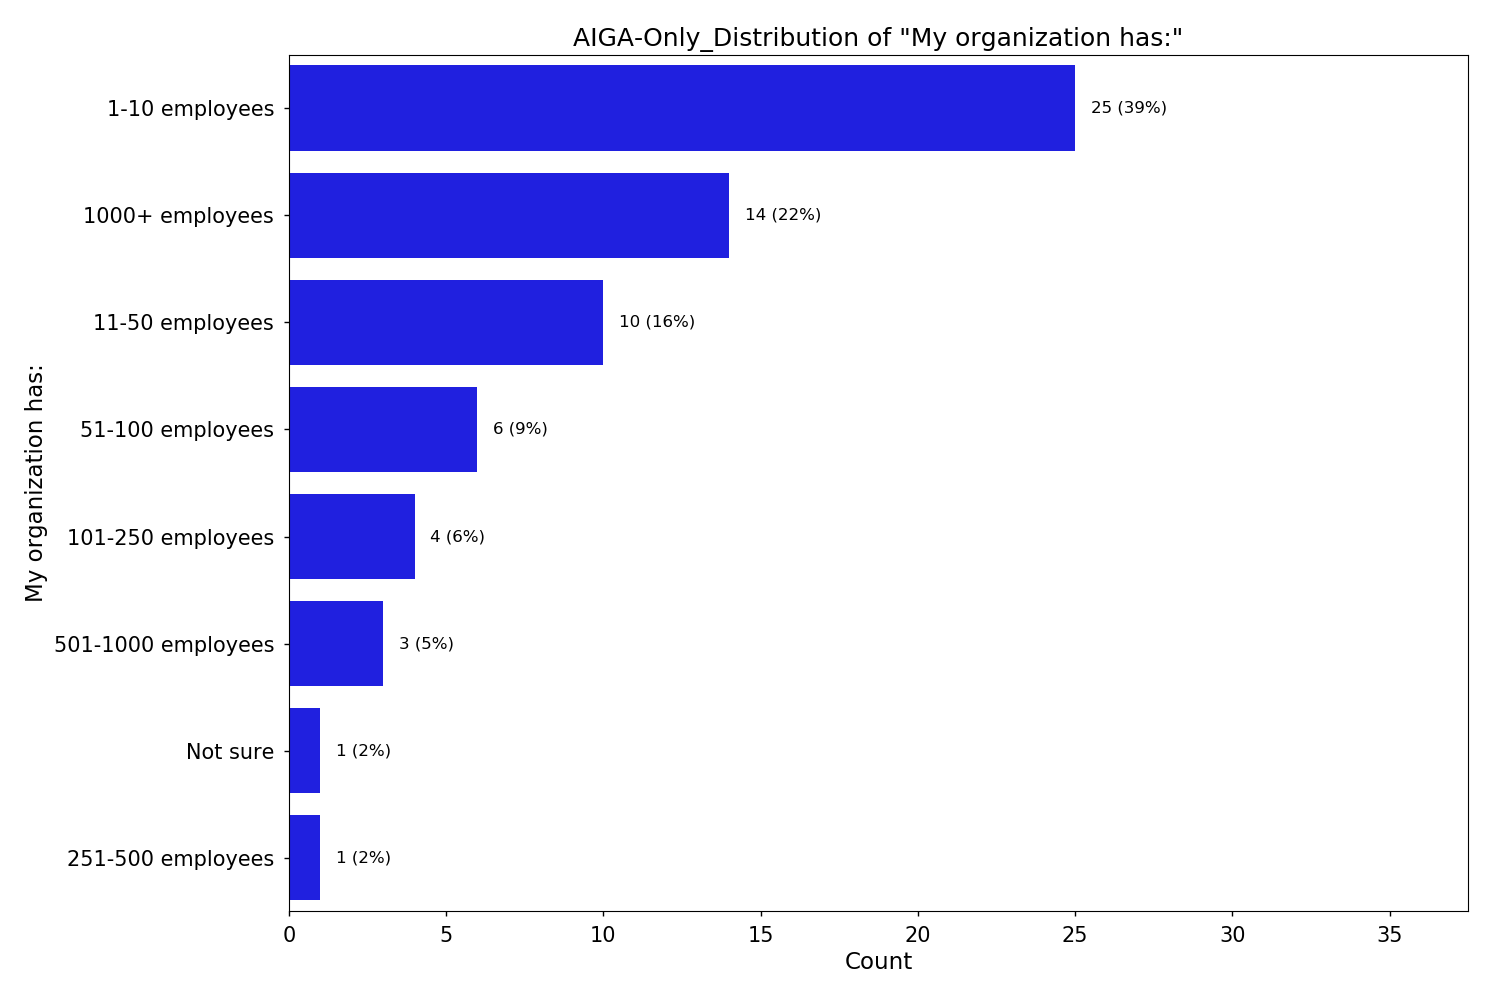 AIGA-Only_Distribution of "My organization has:"
My organization has:
1-10 employees 25 (39%)
1000+ employees 14 (22%)
11-50 employees 10 (16%)
51-100 employees 6 (9%)
101-250 employees 4 (6%)
501-1000 employees 3 (5%)
Not sure 1 (2%)
251-500 employees 1 (2%)
0 5 10 15 20 25 30 35
Count